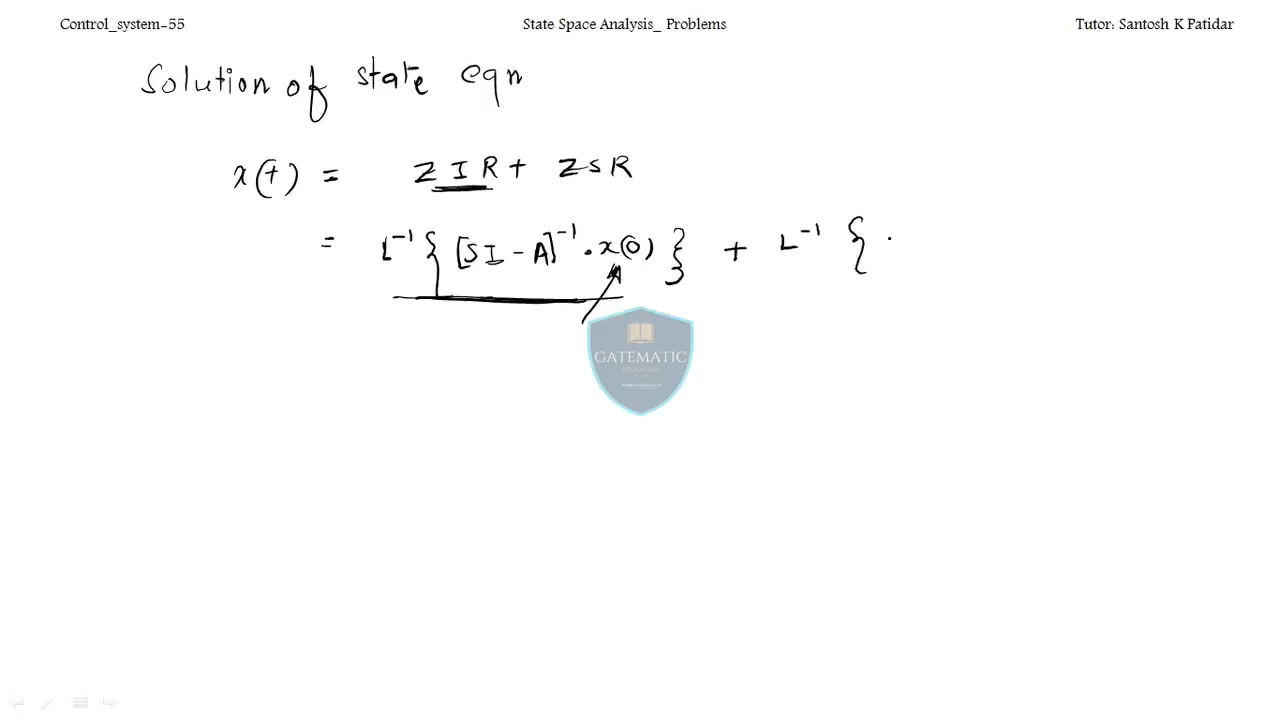 Control_system-55 State Space Analysis_ Problems Tutor: Santosh K Patidar
Solution of state eqn
x(t) = ZIR + ZSR
= L⁻¹ { [SI - A]⁻¹ . x(0) } + L⁻¹ {
GATEMATIC
EDUCATION